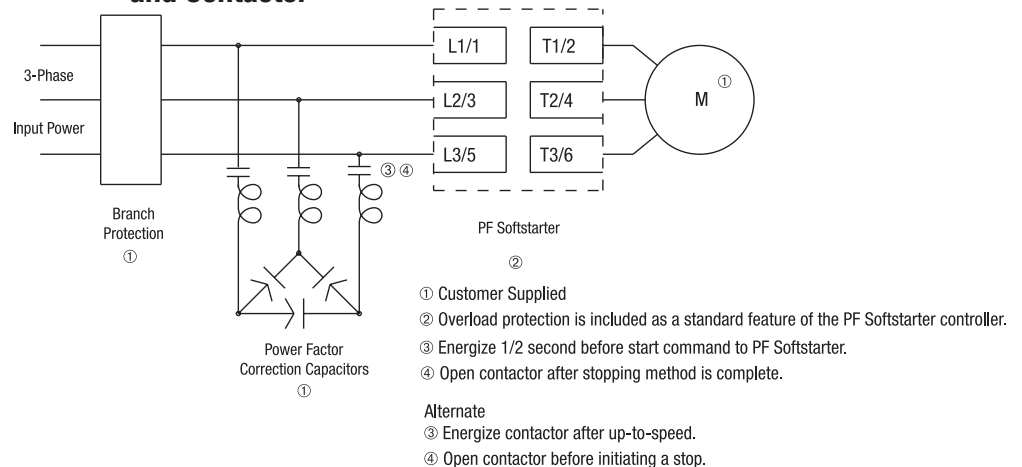 and Contactor
3-Phase
Input Power
Branch
Protection
①
L1/1
T1/2
L2/3
T2/4
L3/5
T3/6
M
①
③ ④
PF Softstarter
②
Power Factor
Correction Capacitors
①
① Customer Supplied
② Overload protection is included as a standard feature of the PF Softstarter controller.
③ Energize 1/2 second before start command to PF Softstarter.
④ Open contactor after stopping method is complete.
Alternate
③ Energize contactor after up-to-speed.
④ Open contactor before initiating a stop.